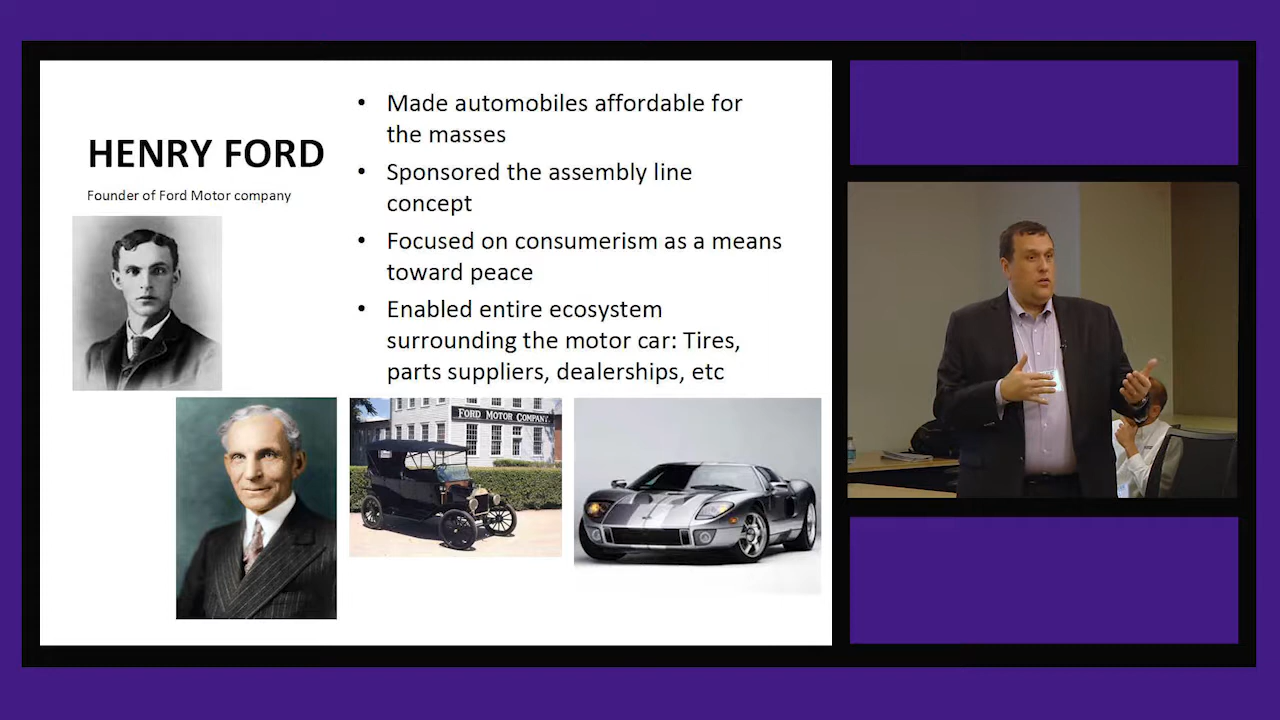 HENRY FORD
Founder of Ford Motor company
• Made automobiles affordable for
the masses
• Sponsored the assembly line
concept
• Focused on consumerism as a means
toward peace
• Enabled entire ecosystem
surrounding the motor car: Tires,
parts suppliers, dealerships, etc
FORD MOTOR COMPANY